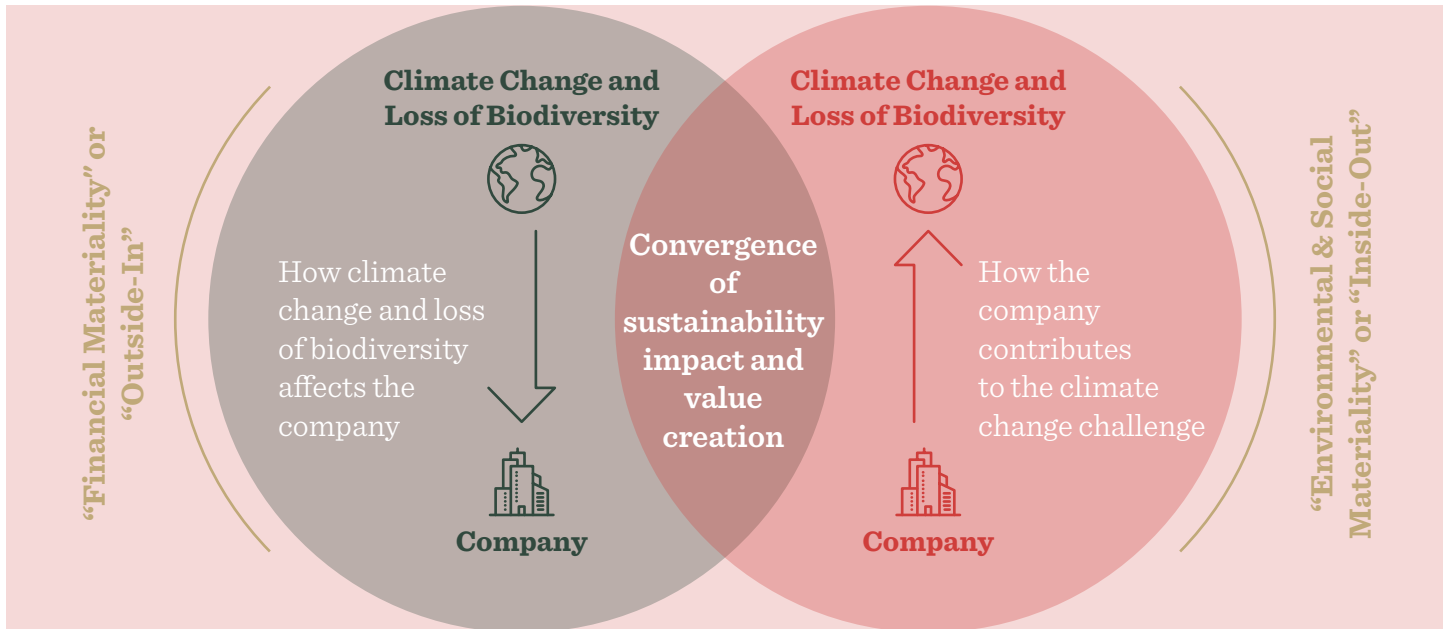 “Financial Materiality” or
“Outside-In”
Climate Change and
Loss of Biodiversity
How climate
change and loss
of biodiversity
affects the
company
Company
Convergence
of
sustainability
impact and
value
creation
Climate Change and
Loss of Biodiversity
How the
company
contributes
to the climate
change challenge
Company
“Environmental & Social
Materiality” or “Inside-Out”